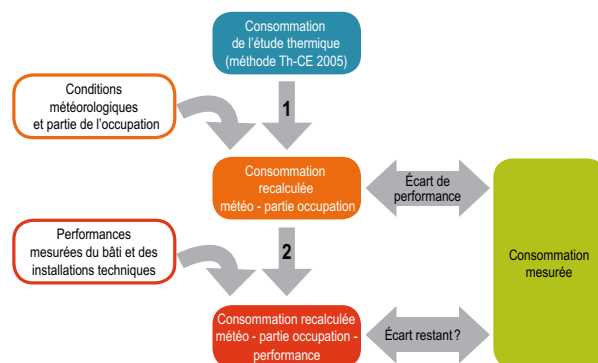 Consommation
de l'étude thermique
(méthode Th-CE 2005)
Conditions
météorologiques
et partie de l'occupation
1
Consommation
recalculée
météo - partie occupation
Écart de
performance
Performances
mesurées du bâti et des
installations techniques
2
Consommation
mesurée
Consommation recalculée
météo - partie occupation -
performance
Écart restant ?